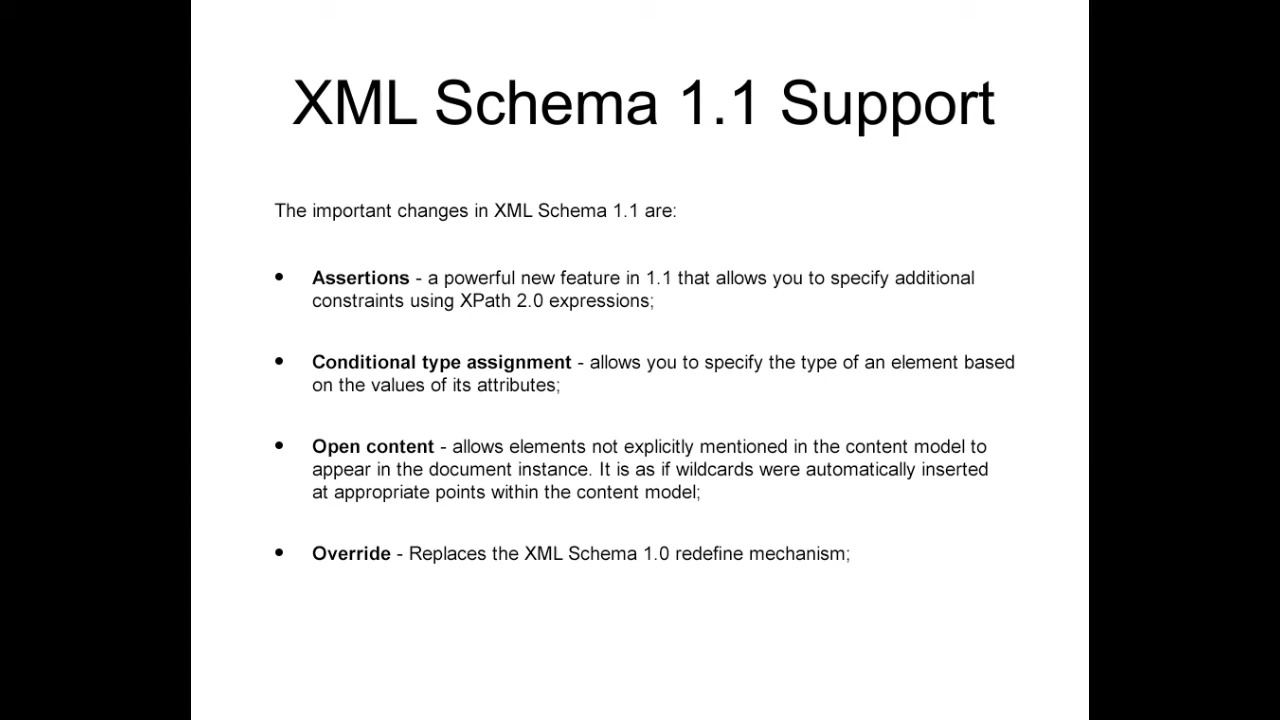 XML Schema 1.1 Support
The important changes in XML Schema 1.1 are:
• Assertions - a powerful new feature in 1.1 that allows you to specify additional
constraints using XPath 2.0 expressions;
• Conditional type assignment - allows you to specify the type of an element based
on the values of its attributes;
• Open content - allows elements not explicitly mentioned in the content model to
appear in the document instance. It is as if wildcards were automatically inserted
at appropriate points within the content model;
• Override - Replaces the XML Schema 1.0 redefine mechanism;